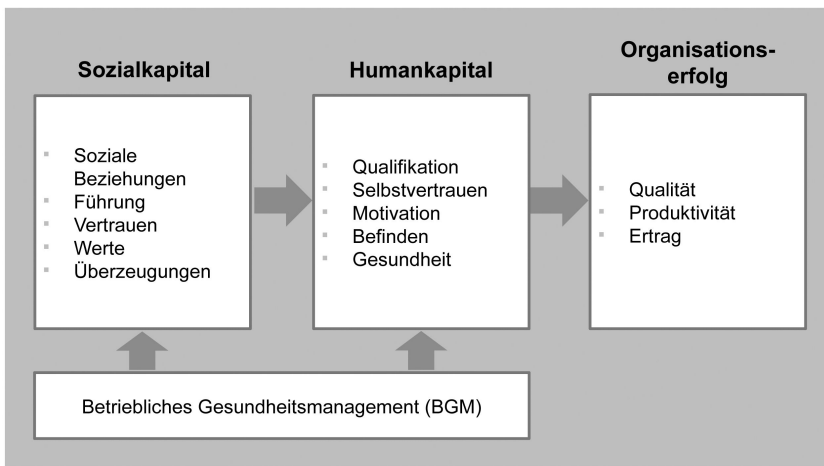 Sozialkapital
Soziale
Beziehungen
Führung
Vertrauen
Werte
Überzeugungen
Humankapital
Qualifikation
Selbstvertrauen
Motivation
Befinden
Gesundheit
Organisations-
erfolg
Qualität
Produktivität
Ertrag
Betriebliches Gesundheitsmanagement (BGM)